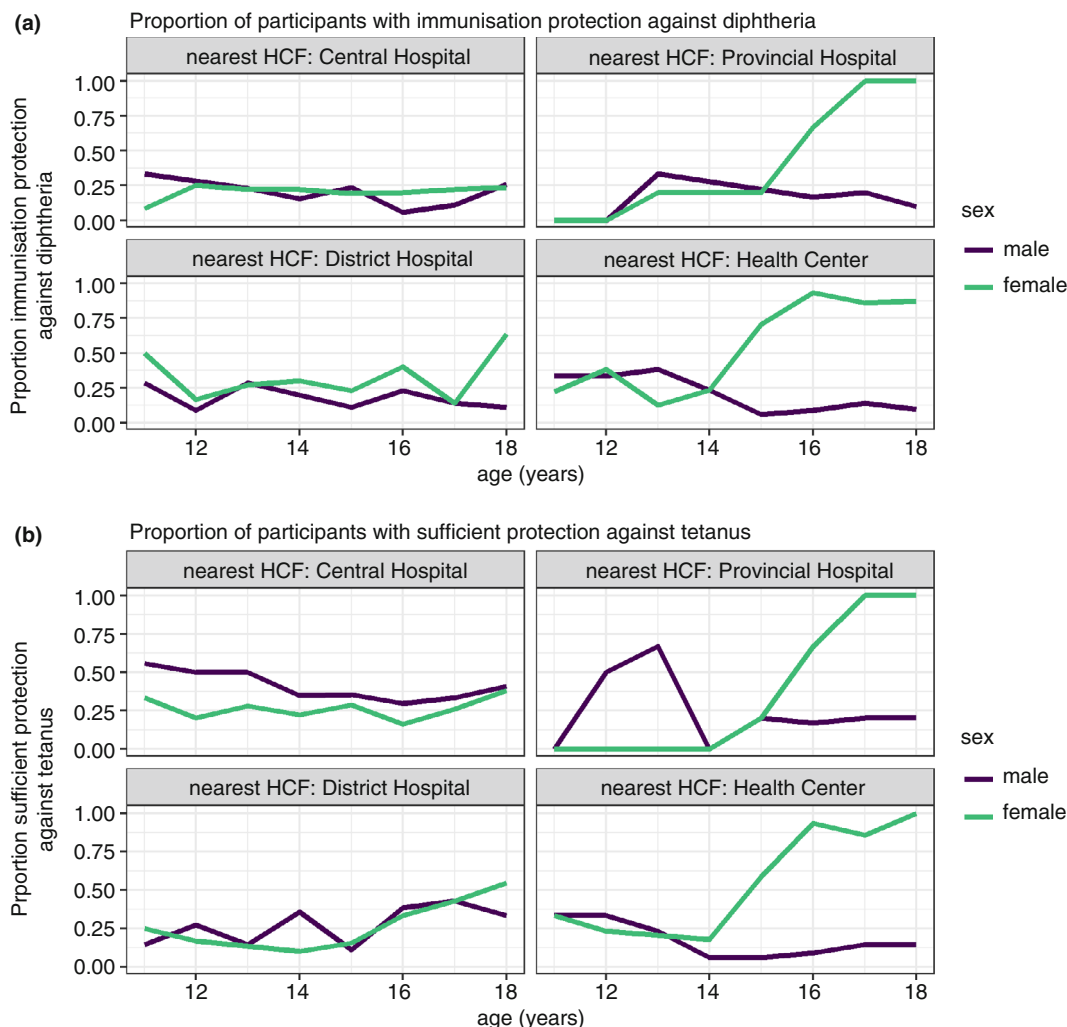 (a) Proportion of participants with immunisation protection against diphtheria
nearest HCF: Central Hospital
nearest HCF: Provincial Hospital
1.00
0.75
0.50
0.25
0.00
nearest HCF: District Hospital
nearest HCF: Health Center
1.00
0.75
0.50
0.25
0.00
12 14 16 18
12 14 16 18
age (years)
Prportion immunisation protection
against diphtheria
sex
male
female
(b) Proportion of participants with sufficient protection against tetanus
nearest HCF: Central Hospital
nearest HCF: Provincial Hospital
1.00
0.75
0.50
0.25
0.00
nearest HCF: District Hospital
nearest HCF: Health Center
1.00
0.75
0.50
0.25
0.00
12 14 16 18
12 14 16 18
age (years)
Prportion sufficient protection
against tetanus
sex
male
female